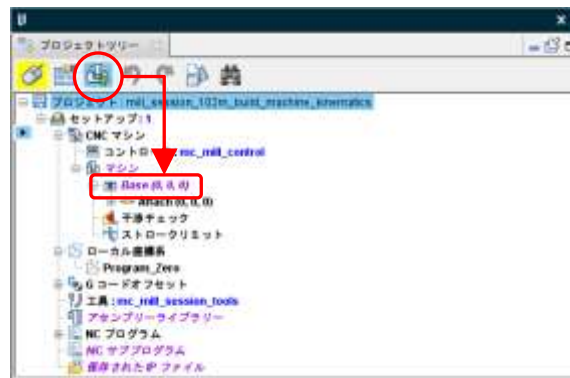 プロジェクトツリー
プロジェクト : mill_session_103m_build_machine_kinematics
セットアップ : 1
CNC マシン
コントロール : mc_mill_control
マシン
Base (0, 0, 0)
Attach (0, 0, 0)
干渉チェック
ストロークリミット
ローカル座標系
Program_Zero
G コードオフセット
工具 : mc_mill_session_tools
アセンブリーライブラリー
NC プログラム
NC サブプログラム
保存されたIP ファイル